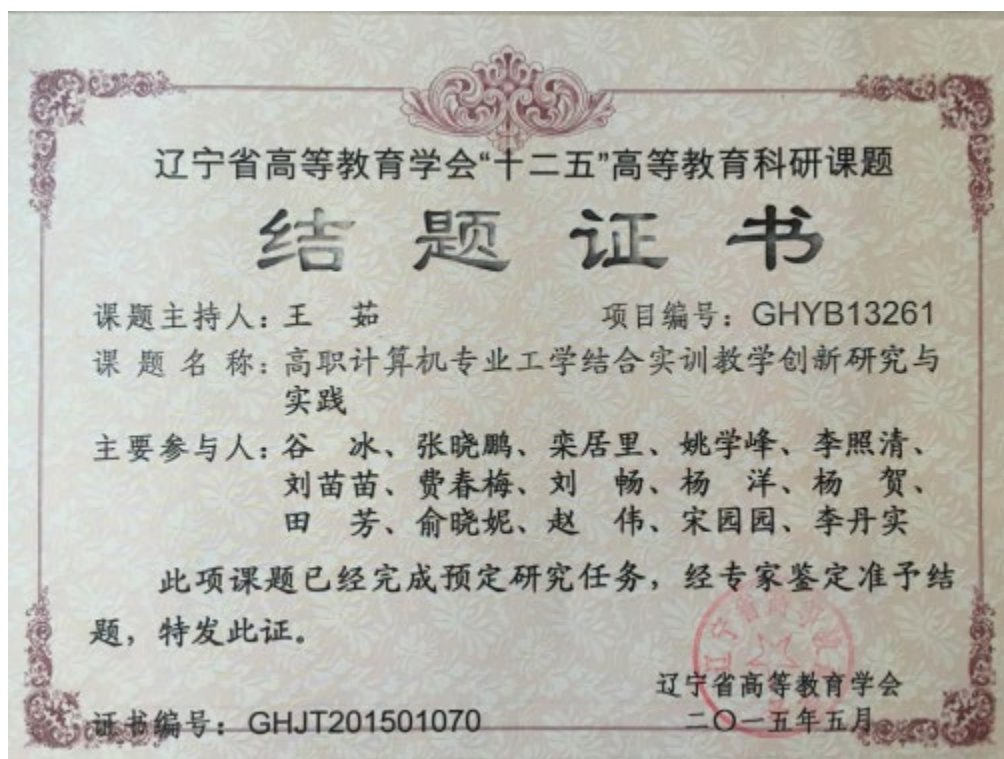 辽宁省高等教育学会“十二五”高等教育科研课题
结题证书
课题主持人：王 茹 项目编号：GHYB13261
课题名称：高职计算机专业工学结合实训教学创新研究与
实践
主要参与人：谷 冰、张晓鹏、栾居里、姚学峰、李照清、
刘苗苗、费春梅、刘 畅、杨 洋、杨 贺、
田 芳、俞晓妮、赵 伟、宋园园、李丹实
此项课题已经完成预定研究任务，经专家鉴定准予结
题，特发此证。
辽宁省高等教育学会
证书编号：GHJT201501070 二〇一五年五月